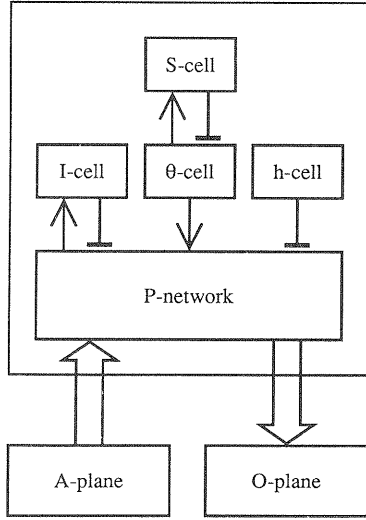 S-cell
I-cell
θ-cell
h-cell
P-network
A-plane
O-plane